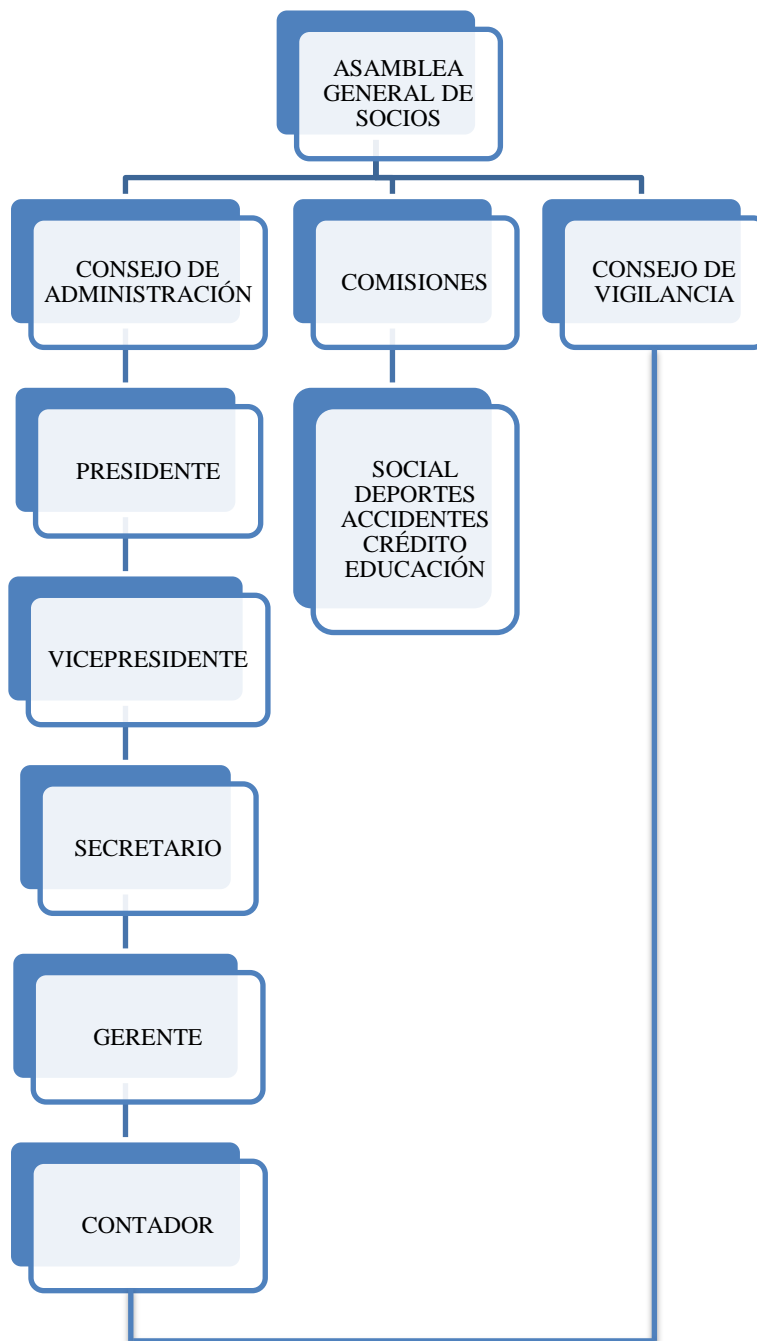 ASAMBLEA
GENERAL DE
SOCIOS
CONSEJO DE
ADMINISTRACIÓN
COMISIONES
CONSEJO DE
VIGILANCIA
PRESIDENTE
SOCIAL
DEPORTES
ACCIDENTES
CRÉDITO
EDUCACIÓN
VICEPRESIDENTE
SECRETARIO
GERENTE
CONTADOR